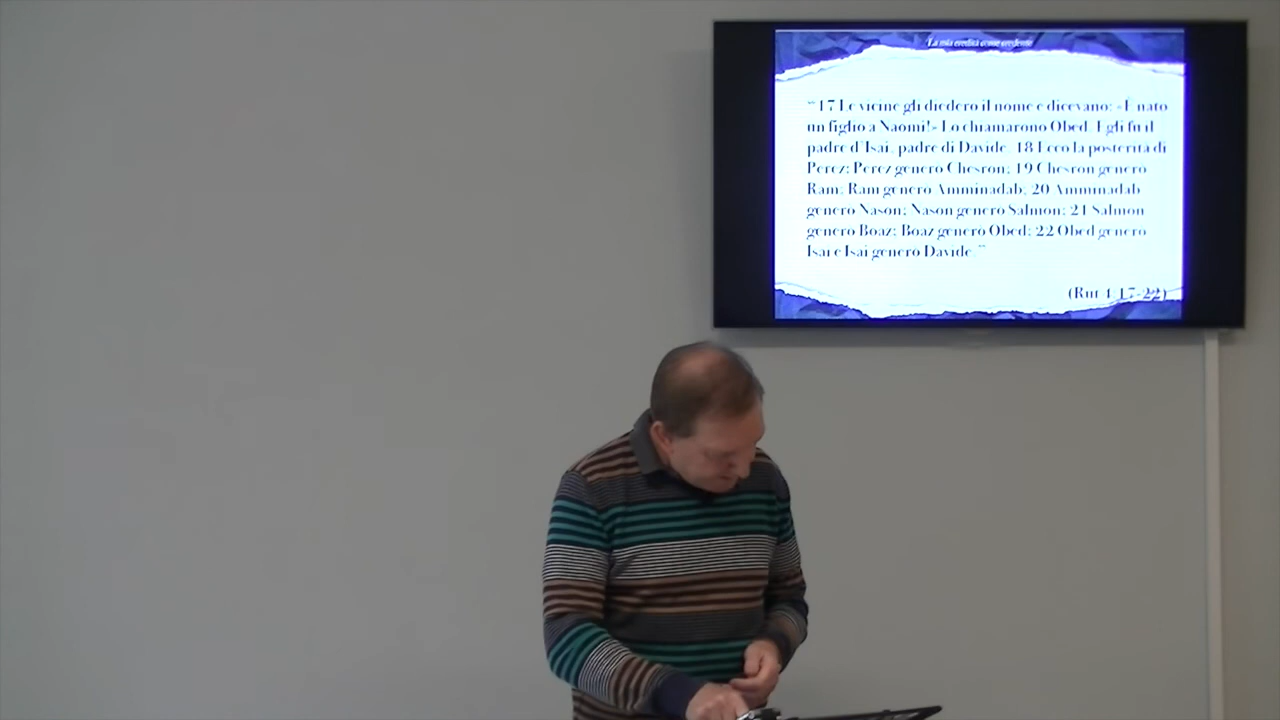 "La mia eredità come credente
“17 Le vicine gli diedero il nome e dicevano: «È nato
un figlio a Naomi!» Lo chiamarono Obed. Egli fu il
padre d’Isai, padre di Davide. 18 Ecco la posterità di
Perez: Perez generò Chesron; 19 Chesron generò
Ram; Ram generò Amminadab; 20 Amminadab
generò Nason; Nason generò Salmon; 21 Salmon
generò Boaz; Boaz generò Obed; 22 Obed generò
Isai e Isai generò Davide.”
(Rut 4:17-22)